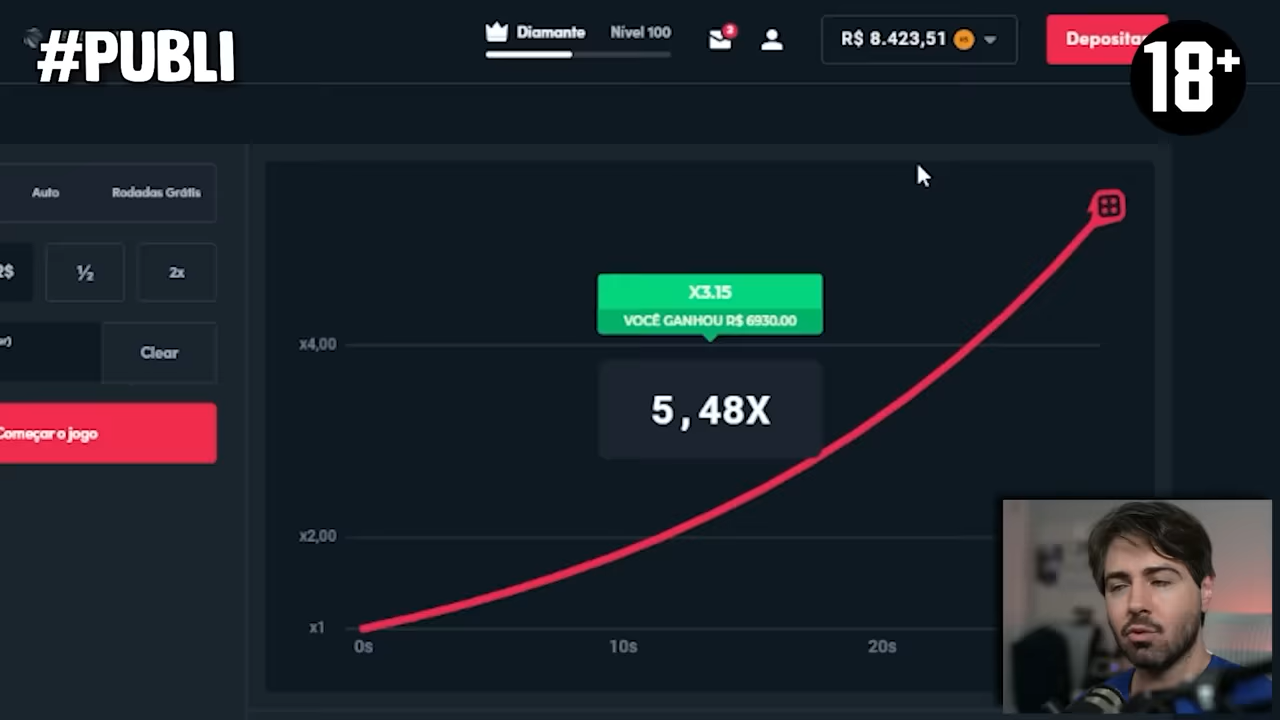 #PUBLI
Diamante Nível 100
3
R$ 8.423,51
Depositar
18+
Auto Rodadas Grátis
R$ ½ 2x
Clear
Começar o jogo
X3.15
VOCÊ GANHOU R$ 6930.00
x4,00
5,48X
x2,00
x1
0s 10s 20s